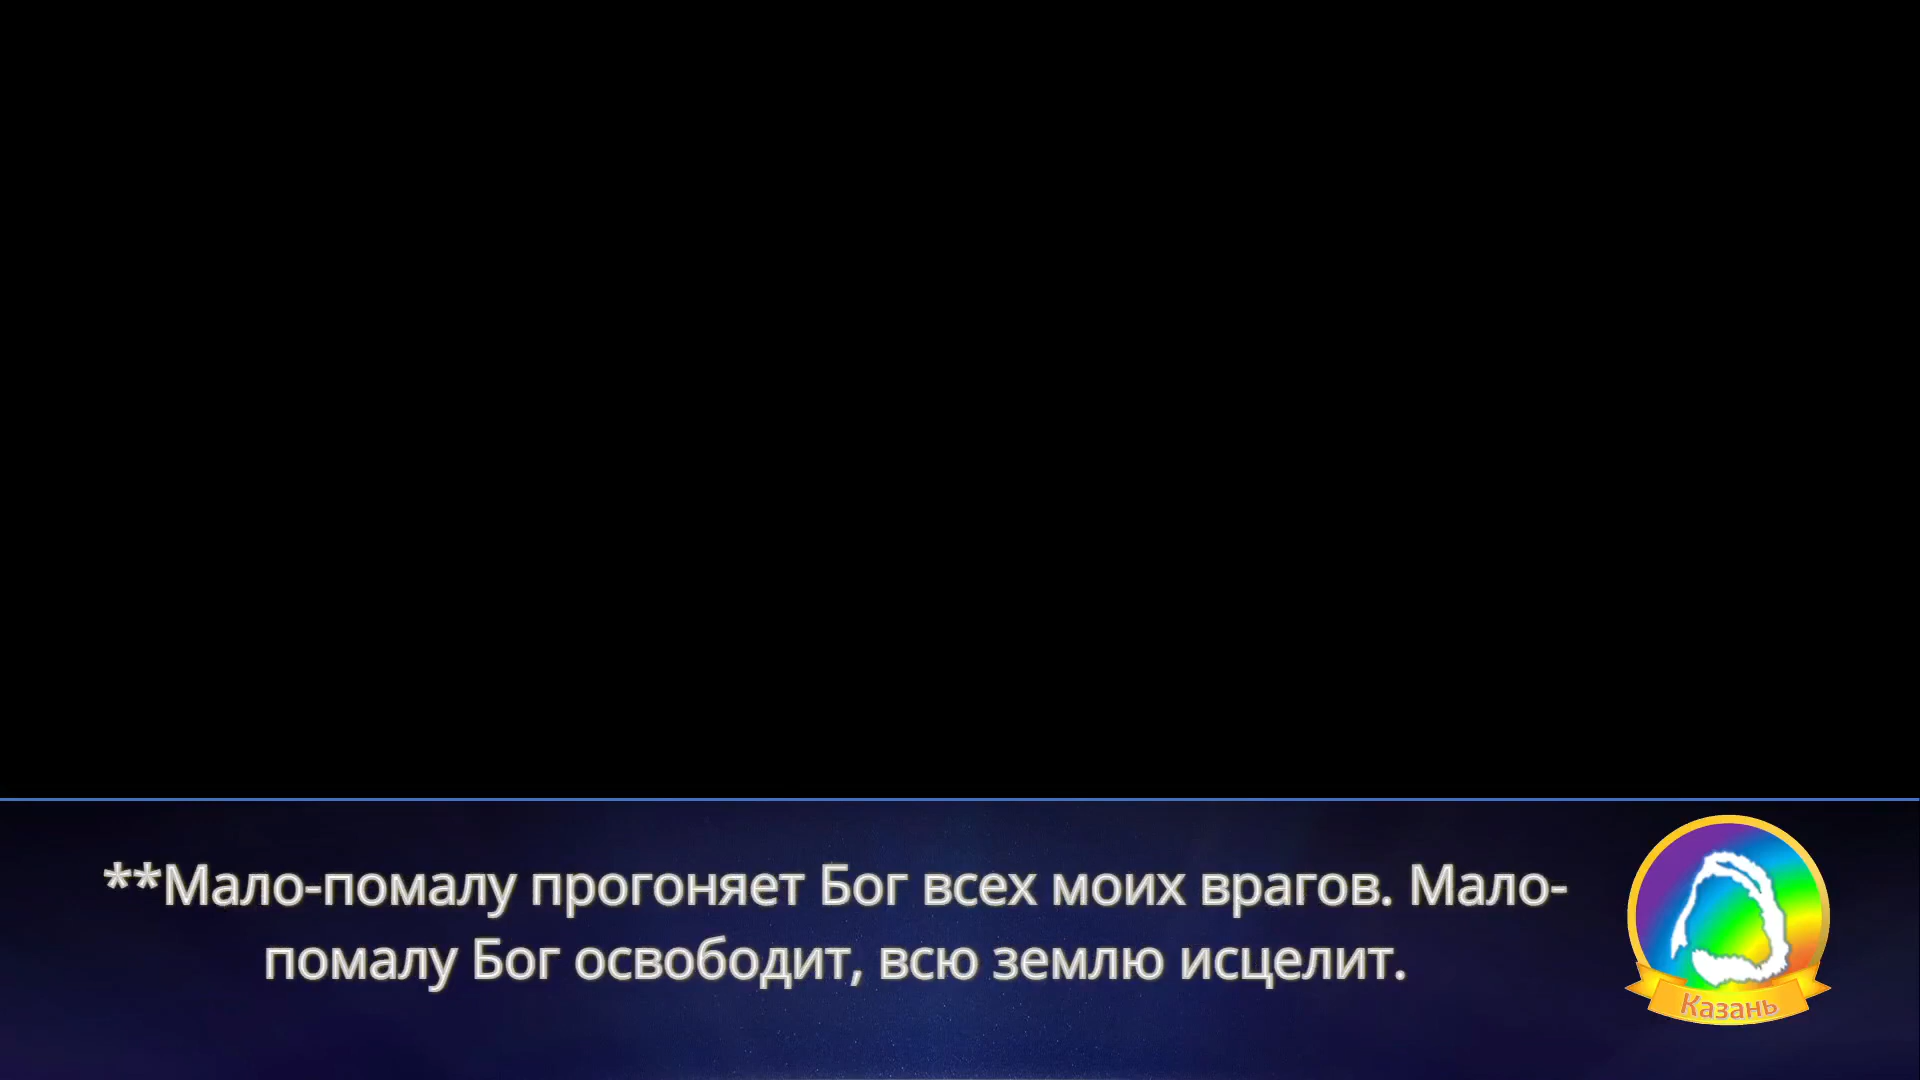 **Мало-помалу прогоняет Бог всех моих врагов. Мало-
помалу Бог освободит, всю землю исцелит.
Казань